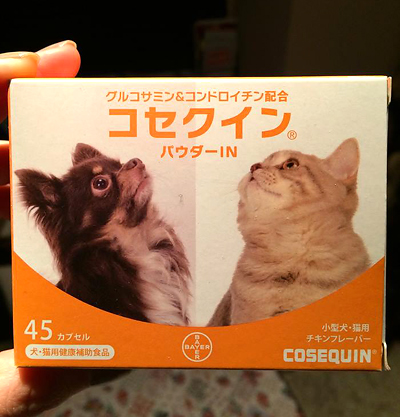 グルコサミン&コンドロイチン配合
コセクイン®
パウダーIN
45 カプセル
犬・猫用健康補助食品
BAYER
BAYER
小型犬・猫用
チキンフレーバー
COSEQUIN®